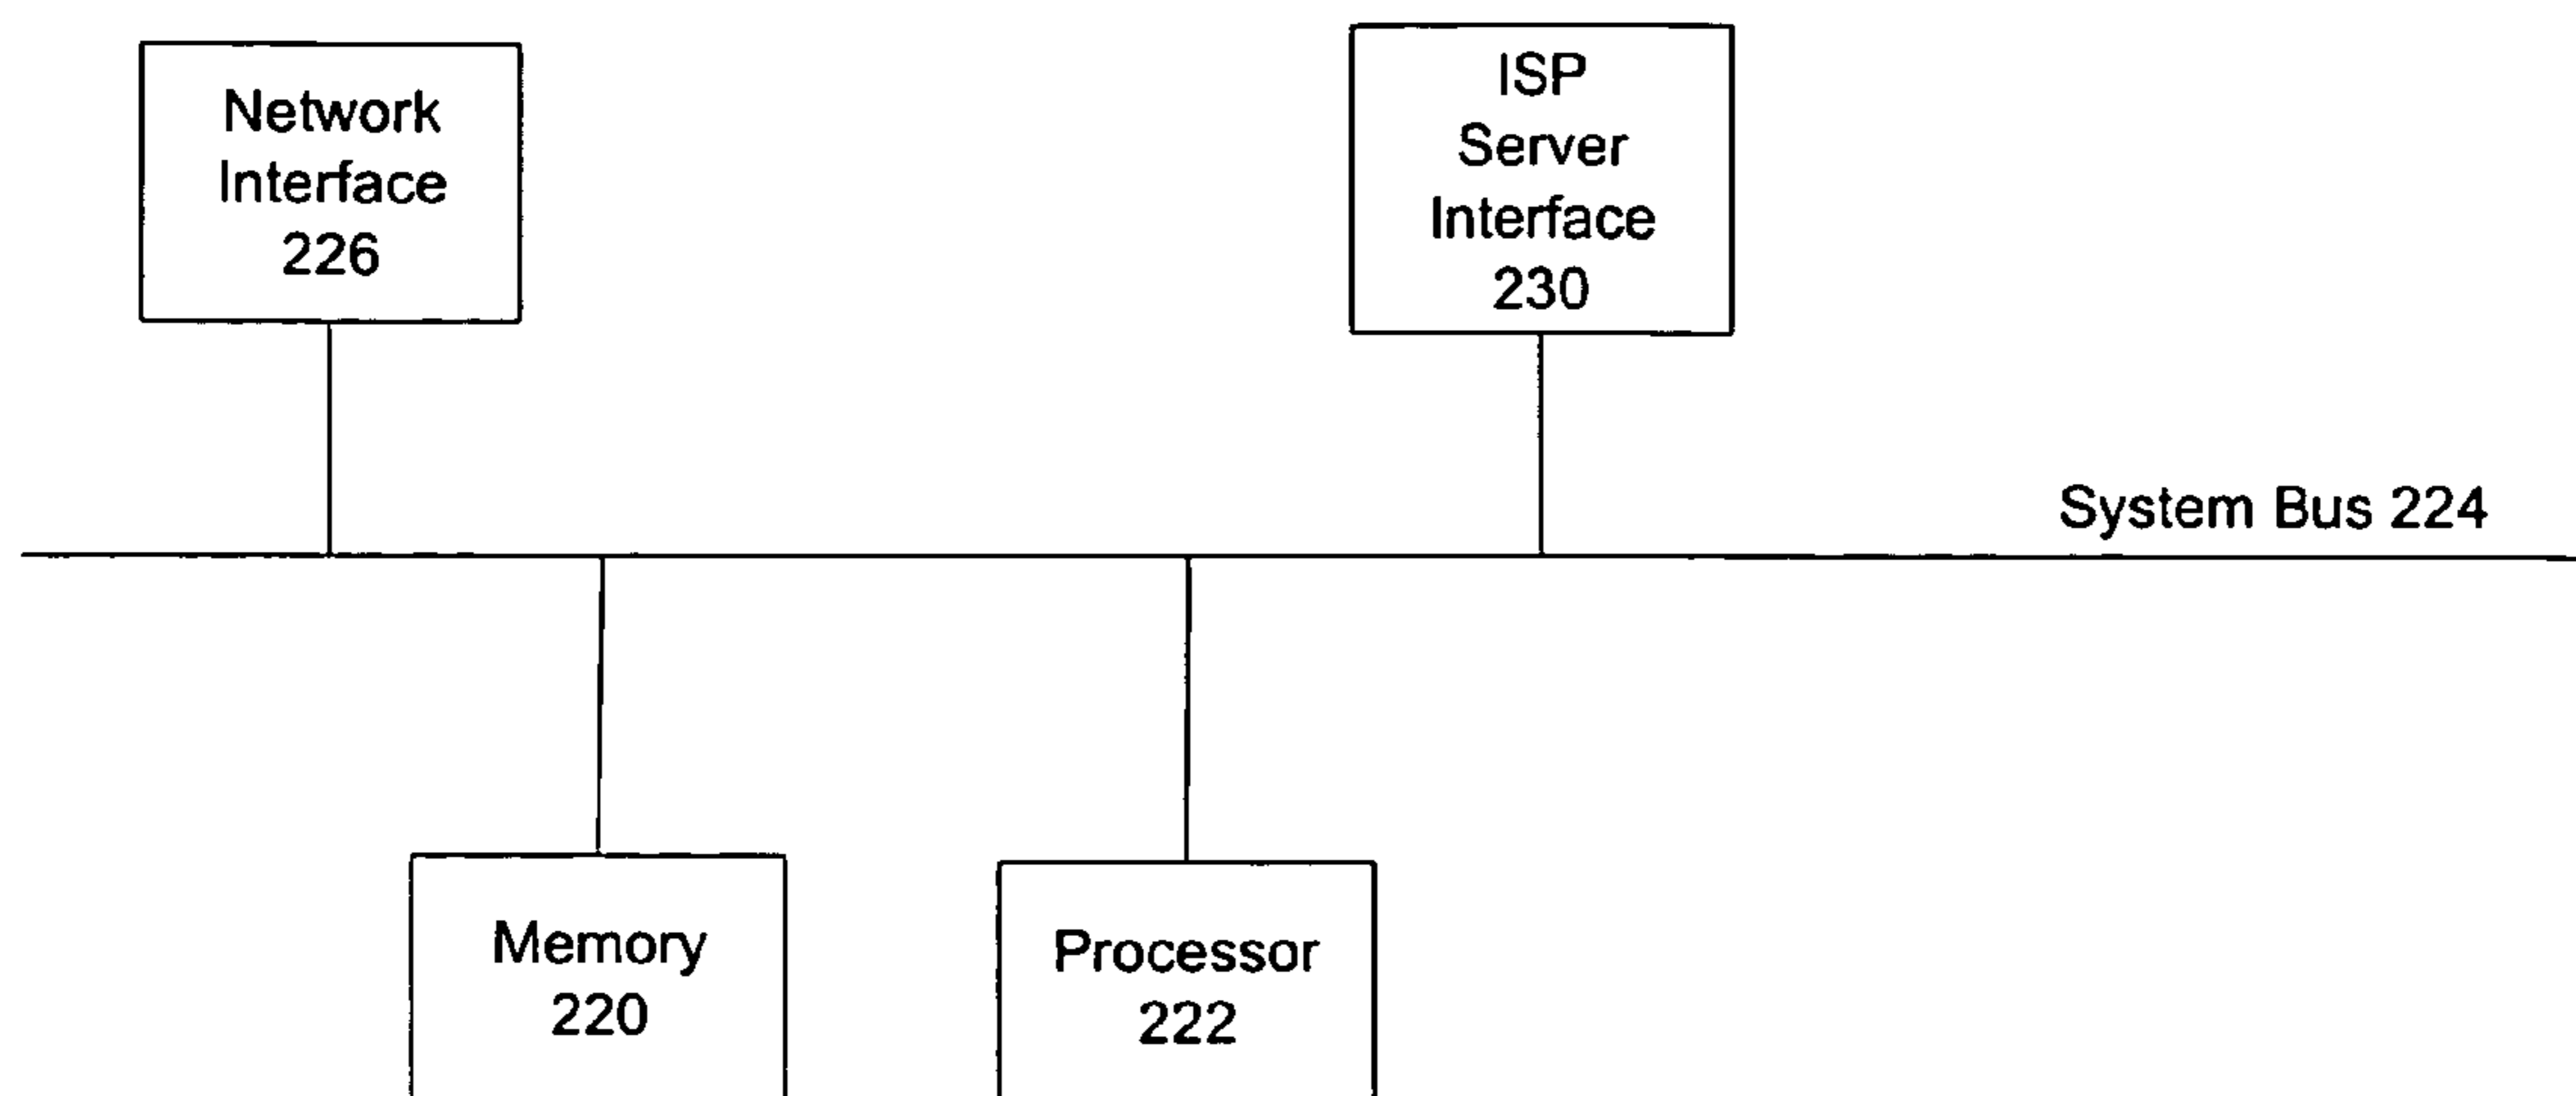 Network
Interface
226
ISP
Server
Interface
230
System Bus 224
Memory
220
Processor
222